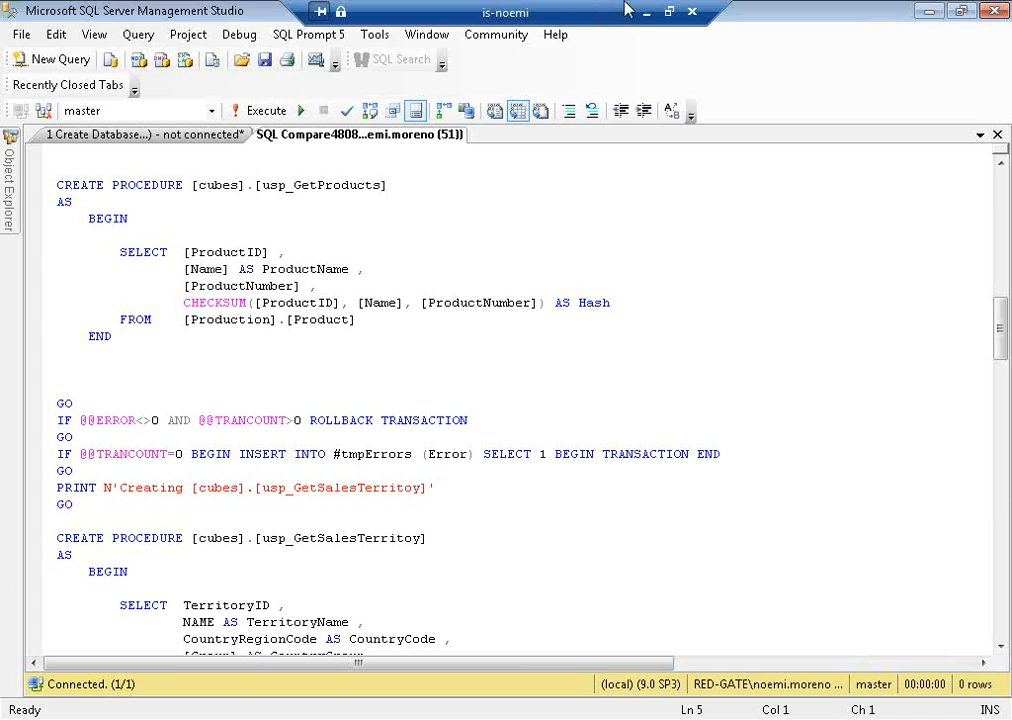 Microsoft SQL Server Management Studio
is-noemi
File Edit View Query Project Debug SQL Prompt 5 Tools Window Community Help
New Query
SQL Search
Recently Closed Tabs
master
Execute
1 Create Database...) - not connected*
SQL Compare4808...emi.moreno (51))
Object Explorer
CREATE PROCEDURE [cubes].[usp_GetProducts]
AS
BEGIN
SELECT [ProductID] ,
[Name] AS ProductName ,
[ProductNumber] ,
CHECKSUM([ProductID], [Name], [ProductNumber]) AS Hash
FROM [Production].[Product]
END
GO
IF @@ERROR<>0 AND @@TRANCOUNT>0 ROLLBACK TRANSACTION
GO
IF @@TRANCOUNT=0 BEGIN INSERT INTO #tmpErrors (Error) SELECT 1 BEGIN TRANSACTION END
GO
PRINT N'Creating [cubes].[usp_GetSalesTerritoy]'
GO
CREATE PROCEDURE [cubes].[usp_GetSalesTerritoy]
AS
BEGIN
SELECT TerritoryID ,
NAME AS TerritoryName ,
CountryRegionCode AS CountryCode ,
[Group] AS CountryGroup
Connected. (1/1)
(local) (9.0 SP3)
RED-GATE\noemi.moreno ...
master
00:00:00
0 rows
Ready
Ln 5
Col 1
Ch 1
INS